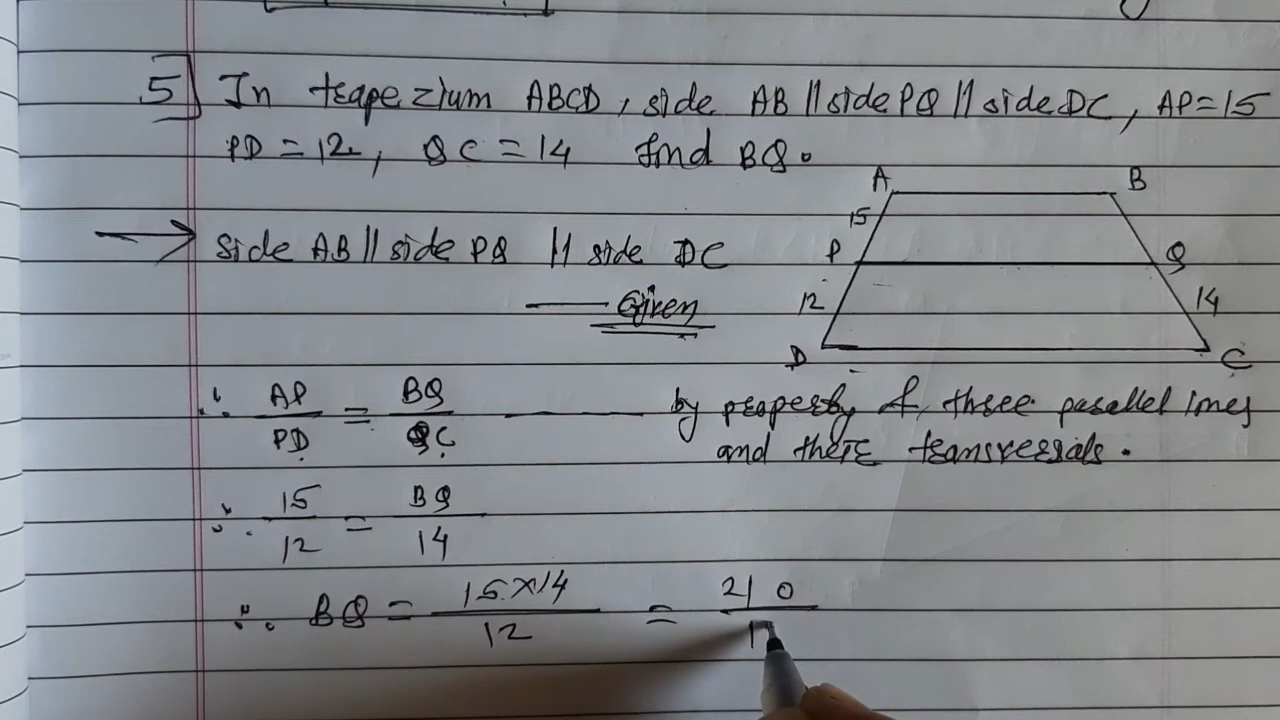 5] In trapezium ABCD, side AB || side PQ || side DC, AP=15
PD=12, QC=14 find BQ.
A B
15
→ side AB || side PQ || side DC
P Q
12 14
—— Given
D C
∴ AP/PD = BQ/QC —— by property of three parallel lines
and their transversals.
∴ 15/12 = BQ/14
∴ BQ = 15×14/12 = 210/1